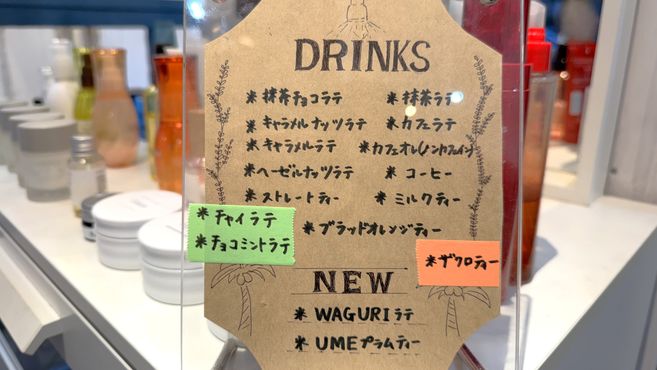 DRINKS
* 抹茶チョコラテ * 抹茶ラテ
* キャラメルナッツラテ * カフェラテ
* キャラメルラテ * カフェオレ(ノンカフェイン)
* ヘーゼルナッツラテ * コーヒー
* ストレートティー * ミルクティー
* チャイラテ
* チョコミントラテ
* ブラッドオレンジティー
* ザクロティー
NEW
* WAGURIラテ
* UMEプラムティー